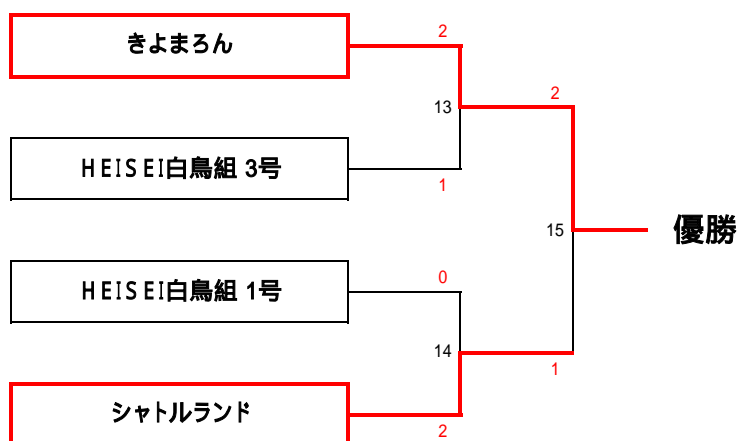 きよまろん
2
13
2
HEISEI白鳥組 3号
1
15
優勝
HEISEI白鳥組 1号
0
14
1
シャトルランド
2